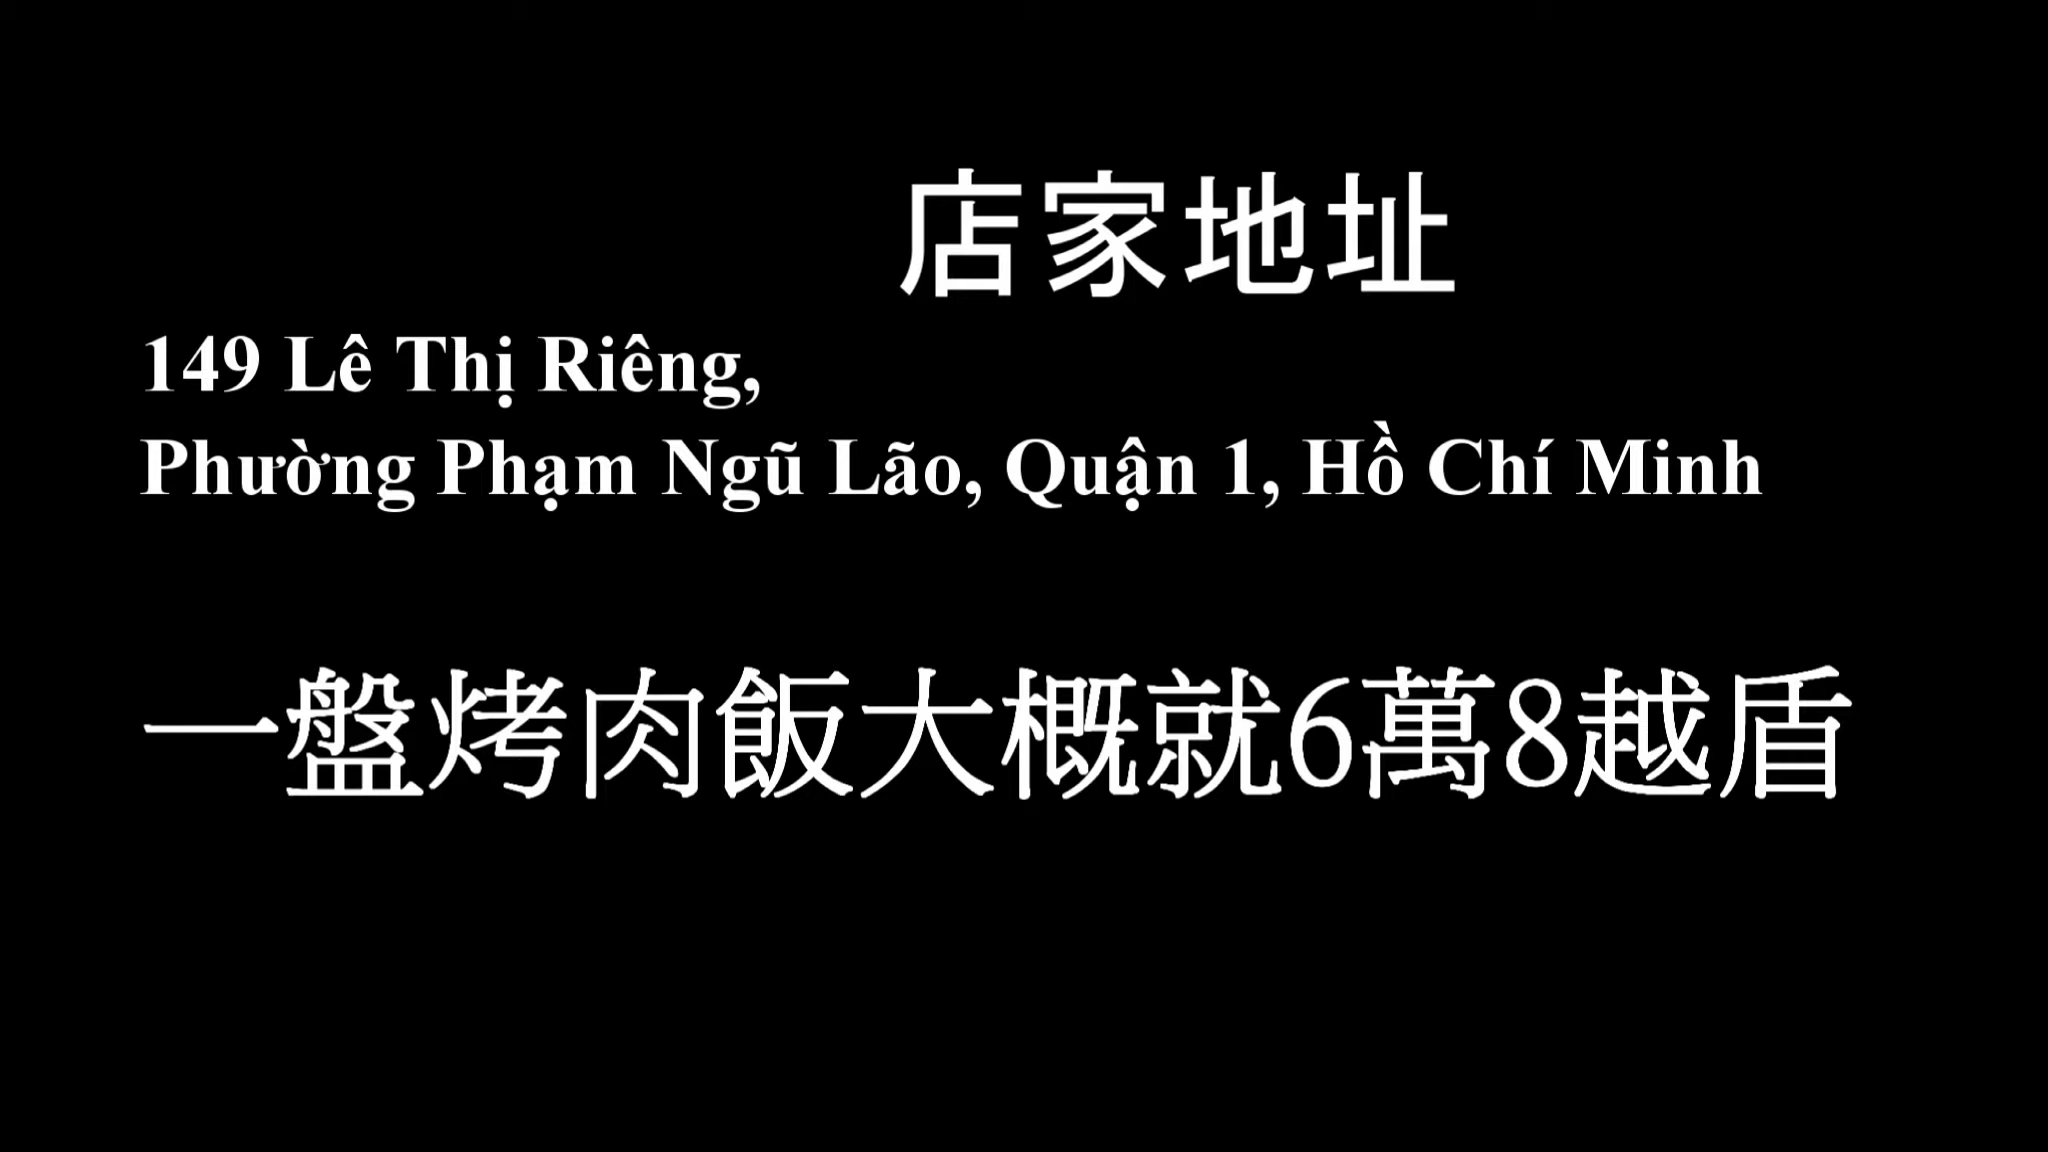 店家地址
149 Lê Thị Riêng,
Phường Phạm Ngũ Lão, Quận 1, Hồ Chí Minh
一盤烤肉飯大概就6萬8越盾